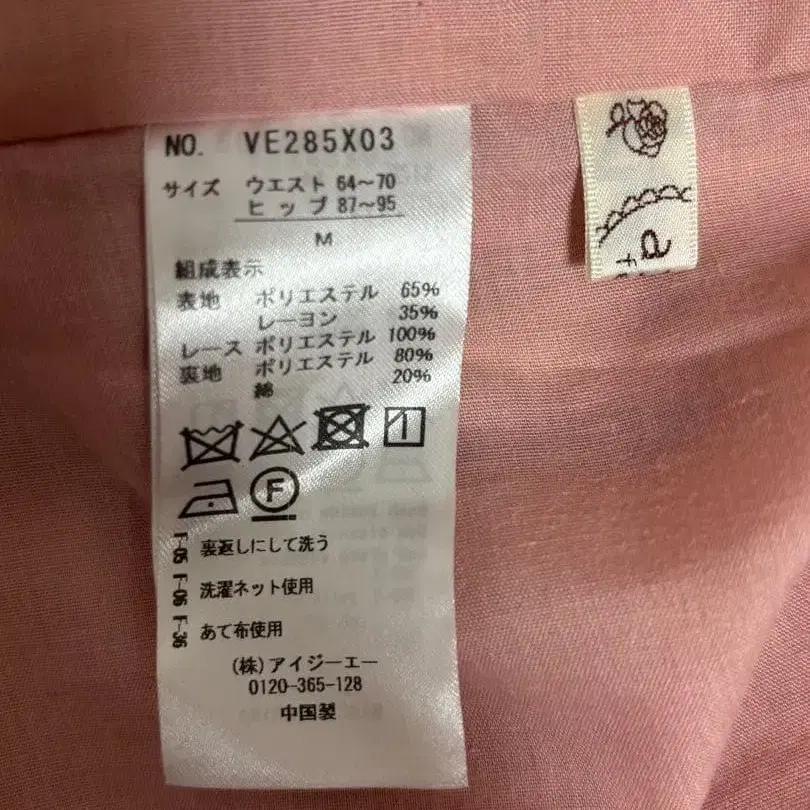 NO. VE285X03
サイズ ウエスト 64～70
ヒップ 87～95
M
組成表示
表地 ポリエステル 65%
レーヨン 35%
レース ポリエステル 100%
裏地 ポリエステル 80%
綿 20%
F
F-05 裏返しにして洗う
F-06 洗濯ネット使用
F-36 あて布使用
(株)アイジーエー
0120-365-128
中国製
a
f